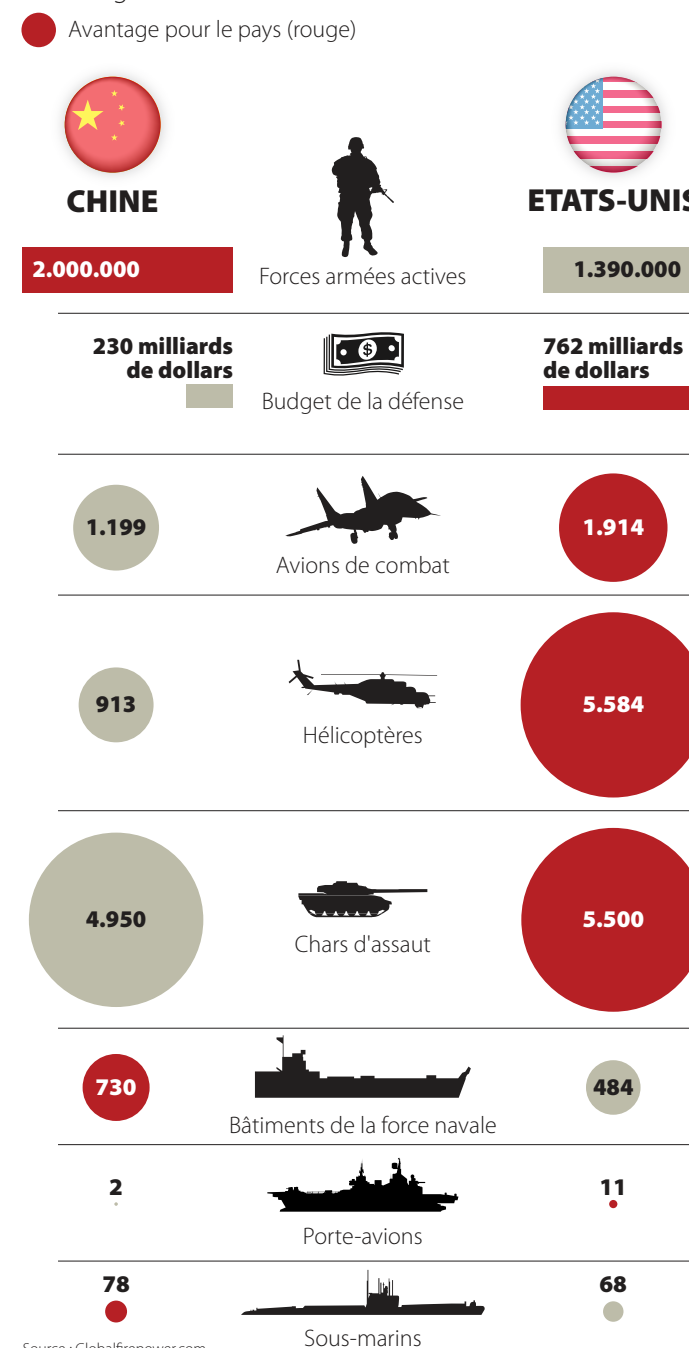 Avantage pour le pays (rouge)
CHINE
ETATS-UNIS
2.000.000
Forces armées actives
1.390.000
230 milliards
de dollars
Budget de la défense
762 milliards
de dollars
1.199
Avions de combat
1.914
913
Hélicoptères
5.584
4.950
Chars d'assaut
5.500
730
Bâtiments de la force navale
484
2
Porte-avions
11
78
Sous-marins
68
Source : Globalfirepower.com